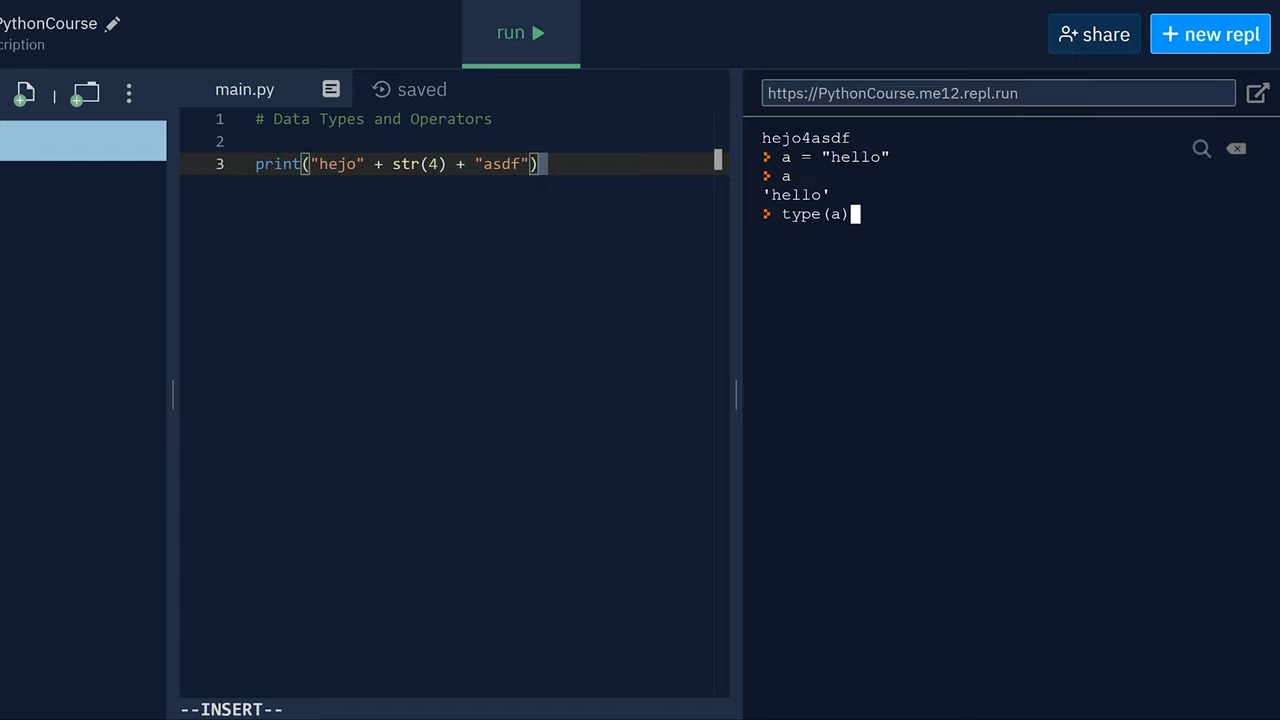 PythonCourse
cription
run
share
+ new repl
main.py
saved
https://PythonCourse.me12.repl.run
1 # Data Types and Operators
2
3 print("hejo" + str(4) + "asdf")
hejo4asdf
a = "hello"
a
'hello'
type(a)
--INSERT--